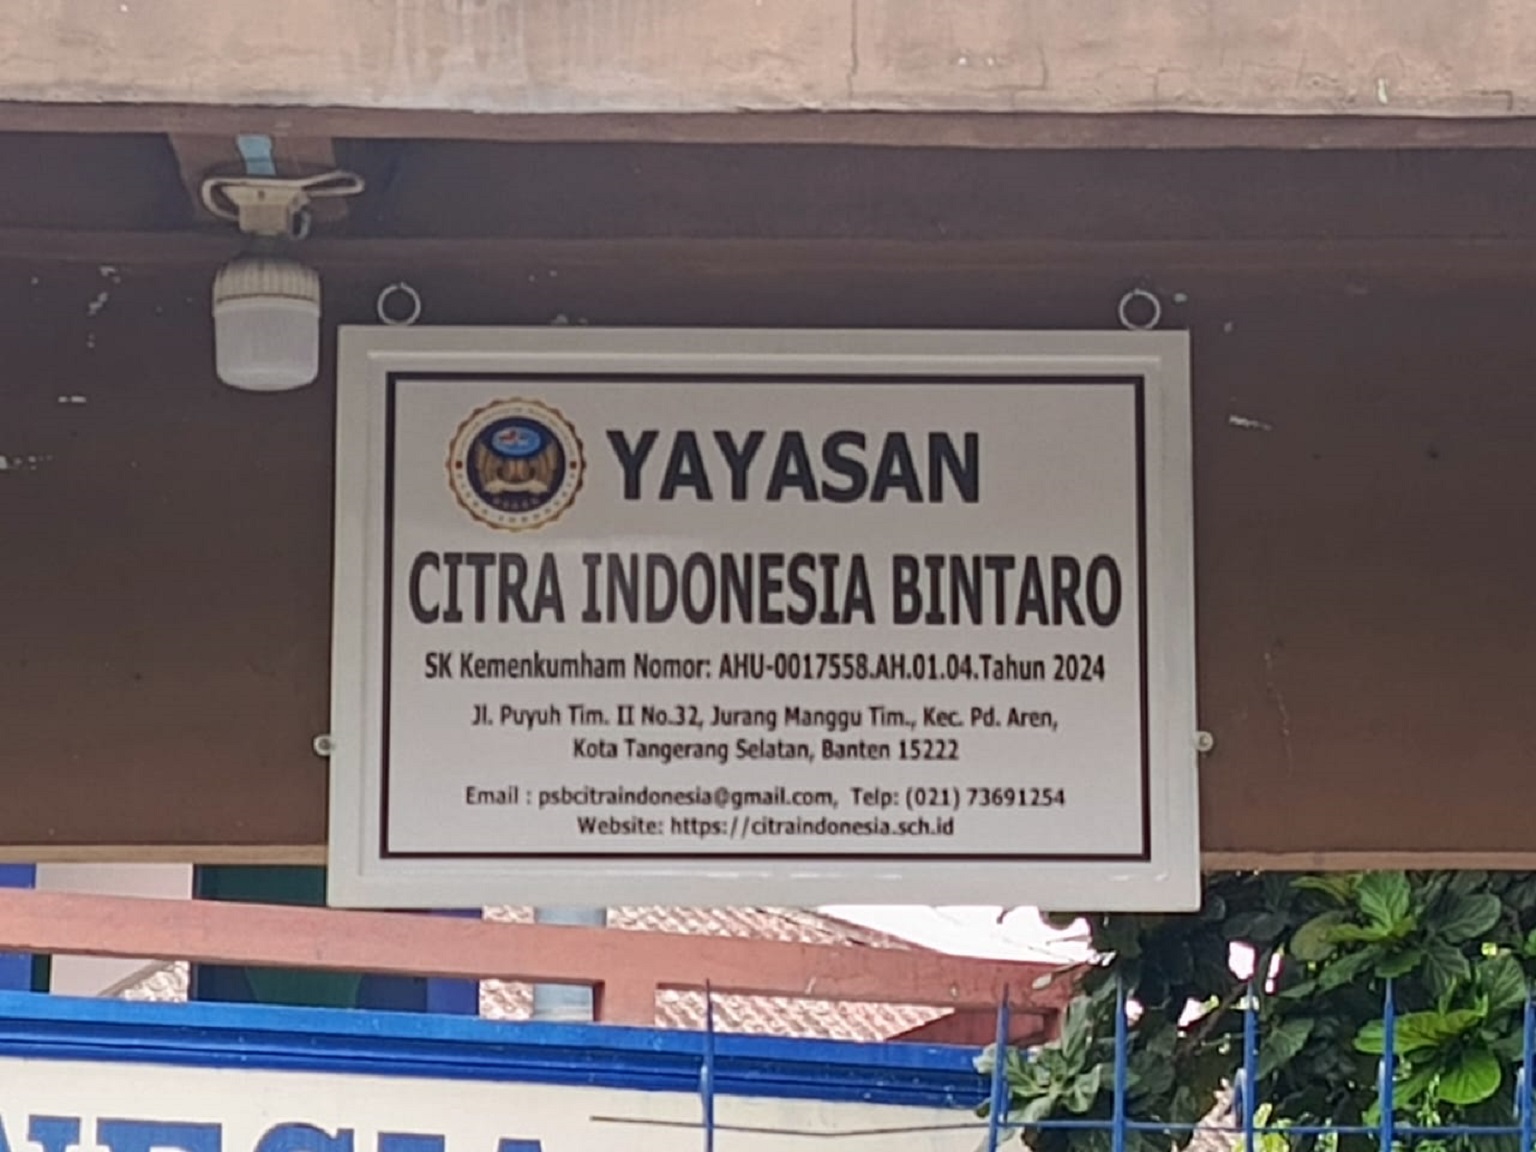 YAYASAN
CITRA INDONESIA BINTARO
SK Kemenkumham Nomor: AHU-0017558.AH.01.04.Tahun 2024
Jl. Puyuh Tim. II No.32, Jurang Manggu Tim., Kec. Pd. Aren,
Kota Tangerang Selatan, Banten 15222
Email : psbcitraindonesia@gmail.com, Telp: (021) 73691254
Website: https://citraindonesia.sch.id